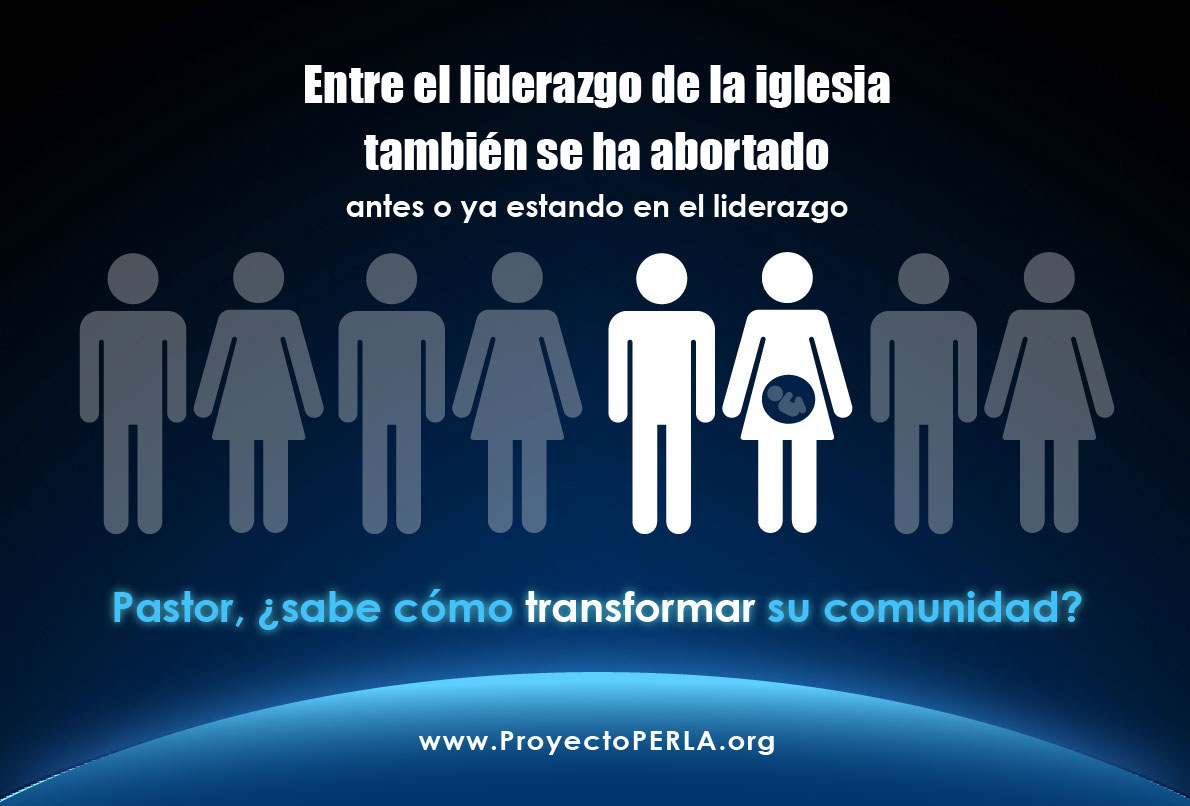 Entre el liderazgo de la iglesia
también se ha abortado
antes o ya estando en el liderazgo
Pastor, ¿sabe cómo transformar su comunidad?
www.ProyectoPERLA.org